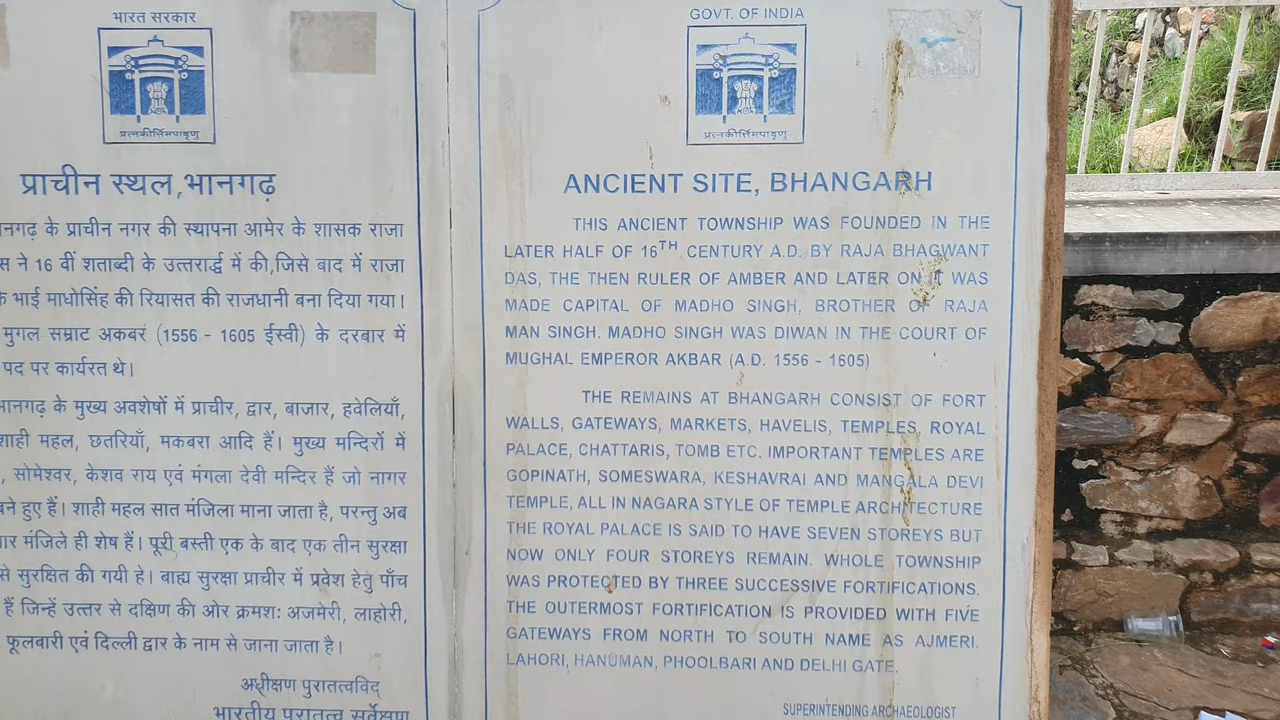 भारत सरकार
प्रत्नकीर्त्तिमपावृणु
प्राचीन स्थल,भानगढ़
के प्राचीन नगर की स्थापना आमेर के शासक राजा
ने 16 वीं शताब्दी के उत्तरार्द्ध में की,जिसे बाद में राजा
भाई माधोसिंह की रियासत की राजधानी बना दिया गया।
मुगल सम्राट अकबर (1556 - 1605 ईस्वी) के दरबार में
पद पर कार्यरत थे।
के मुख्य अवशेषों में प्राचीर, द्वार, बाजार, हवेलियाँ,
महल, छतरियाँ, मकबरा आदि हैं। मुख्य मन्दिरों में
, सोमेश्वर, केशव राय एवं मंगला देवी मन्दिर हैं जो नागर
हुए हैं। शाही महल सात मंजिला माना जाता है, परन्तु अब
मंजिले ही शेष हैं। पूरी बस्ती एक के बाद एक तीन सुरक्षा
से सुरक्षित की गयी हे। बाह्य सुरक्षा प्राचीर में प्रवेश हेतु पाँच
हैं जिन्हें उत्तर से दक्षिण की ओर क्रमश: अजमेरी, लाहोरी,
फूलबारी एवं दिल्ली द्वार के नाम से जाना जाता है।
अधीक्षण पुरातत्वविद्
भारतीय पुरातत्व सर्वेक्षण
GOVT. OF INDIA
प्रत्नकीर्त्तिमपावृणु
ANCIENT SITE, BHANGARH
THIS ANCIENT TOWNSHIP WAS FOUNDED IN THE
LATER HALF OF 16TH CENTURY A.D. BY RAJA BHAGWANT
DAS, THE THEN RULER OF AMBER AND LATER ON IT WAS
MADE CAPITAL OF MADHO SINGH, BROTHER OF RAJA
MAN SINGH. MADHO SINGH WAS DIWAN IN THE COURT OF
MUGHAL EMPEROR AKBAR (A.D. 1556 - 1605)
THE REMAINS AT BHANGARH CONSIST OF FORT
WALLS, GATEWAYS, MARKETS, HAVELIS, TEMPLES, ROYAL
PALACE, CHATTARIS, TOMB ETC. IMPORTANT TEMPLES ARE
GOPINATH, SOMESWARA, KESHAVRAI AND MANGALA DEVI
TEMPLE, ALL IN NAGARA STYLE OF TEMPLE ARCHITECTURE
THE ROYAL PALACE IS SAID TO HAVE SEVEN STOREYS BUT
NOW ONLY FOUR STOREYS REMAIN. WHOLE TOWNSHIP
WAS PROTECTED BY THREE SUCCESSIVE FORTIFICATIONS.
THE OUTERMOST FORTIFICATION IS PROVIDED WITH FIVE
GATEWAYS FROM NORTH TO SOUTH NAME AS AJMERI.
LAHORI, HANUMAN, PHOOLBARI AND DELHI GATE.
SUPERINTENDING ARCHAEOLOGIST